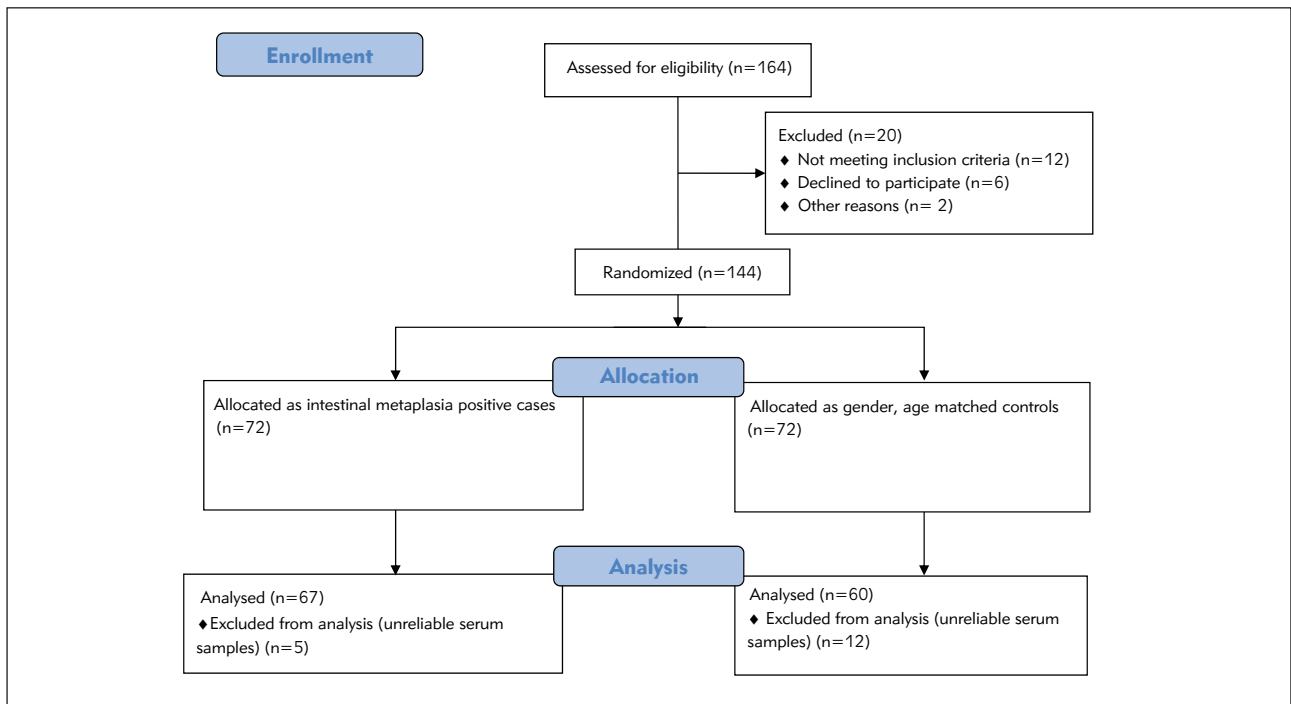 Enrollment
Assessed for eligibility (n=164)
Excluded (n=20)
♦ Not meeting inclusion criteria (n=12)
♦ Declined to participate (n=6)
♦ Other reasons (n= 2)
Randomized (n=144)
Allocation
Allocated as intestinal metaplasia positive cases
(n=72)
Allocated as gender, age matched controls
(n=72)
Analysis
Analysed (n=67)
♦Excluded from analysis (unreliable serum
samples) (n=5)
Analysed (n=60)
♦ Excluded from analysis (unreliable serum
samples) (n=12)